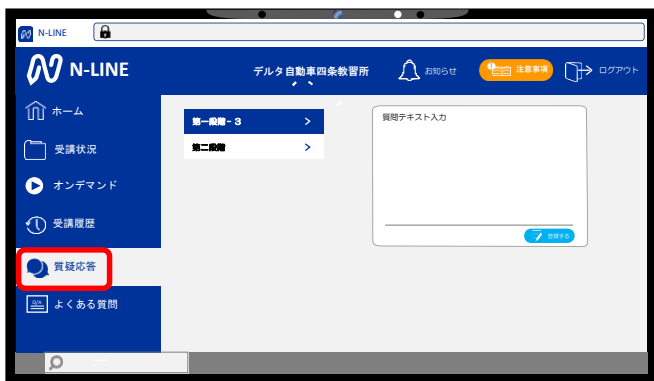 N-LINE
N-LINE
デルタ自動車四条教習所
お知らせ
注意事項
ログアウト
ホーム
受講状況
オンデマンド
受講履歴
質疑応答
Q/A
よくある質問
第一段階- 3
>
第二段階
>
質問テキスト入力
登録する